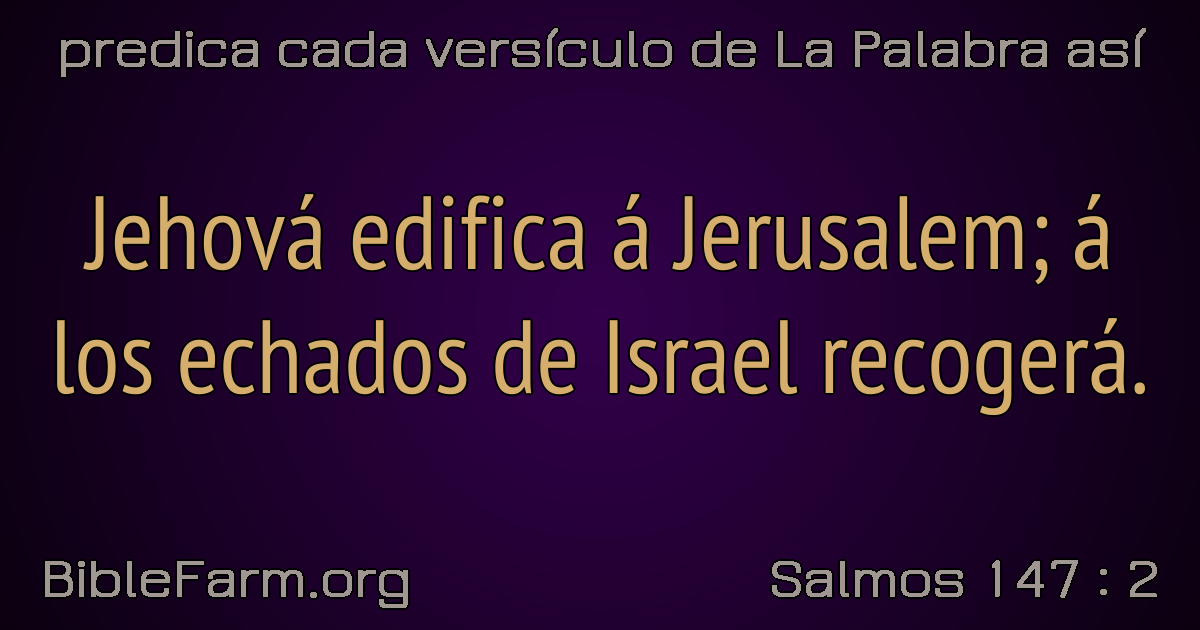 predica cada versículo de La Palabra así
Jehová edifica á Jerusalem; á
los echados de Israel recogerá.
BibleFarm.org
Salmos 147 : 2